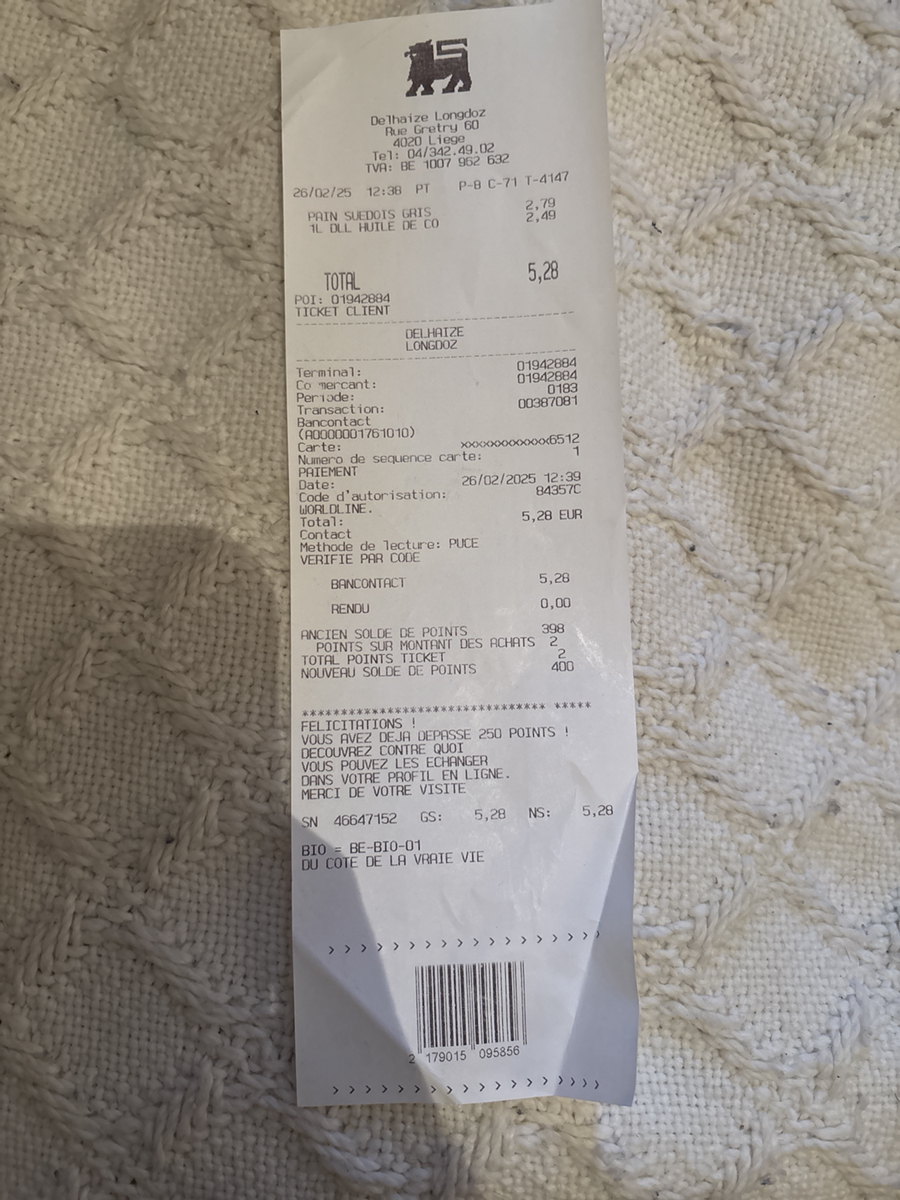 Delhaize Longdoz
Rue Gretry 60
4020 Liege
Tel: 04/342.49.02
TVA: BE 1007 962 632
26/02/25 12:38 PT P-8 C-71 T-4147
PAIN SUEDOIS GRIS 2,79
1L DLL HUILE DE CO 2,49
TOTAL 5,28
POI: 01942884
TICKET CLIENT
DELHAIZE
LONGDOZ
Terminal: 01942884
Co mercant: 01942884
Periode: 0183
Transaction: 00387081
Bancontact
(A0000001761010)
Carte: xxxxxxxxxxxxx6512
Numero de sequence carte: 1
PAIEMENT
Date: 26/02/2025 12:39
Code d'autorisation: 84357C
WORLDLINE.
Total: 5,28 EUR
Contact
Methode de lecture: PUCE
VERIFIE PAR CODE
BANCONTACT 5,28
RENDU 0,00
ANCIEN SOLDE DE POINTS 398
POINTS SUR MONTANT DES ACHATS 2
TOTAL POINTS TICKET 2
NOUVEAU SOLDE DE POINTS 400
******************************* *****
FELICITATIONS !
VOUS AVEZ DEJA DEPASSE 250 POINTS !
DECOUVREZ CONTRE QUOI
VOUS POUVEZ LES ECHANGER
DANS VOTRE PROFIL EN LIGNE.
MERCI DE VOTRE VISITE
SN 46647152 GS: 5,28 NS: 5,28
BIO = BE-BIO-01
DU COTE DE LA VRAIE VIE
> > > > > > > > > > > > > > > > >
2 179015 095856
> > > > > > > > > > > > > > > > >